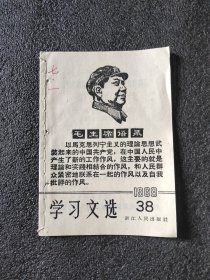 七·一
毛主席语录
以马克思列宁主义的理论思想武
装起来的中国共产党，在中国人民中
产生了新的工作作风，这主要的就是
理论和实践相结合的作风，和人民群
众紧密地联系在一起的作风以及自我
批评的作风。
1968
学习文选 38
浙江人民出版社